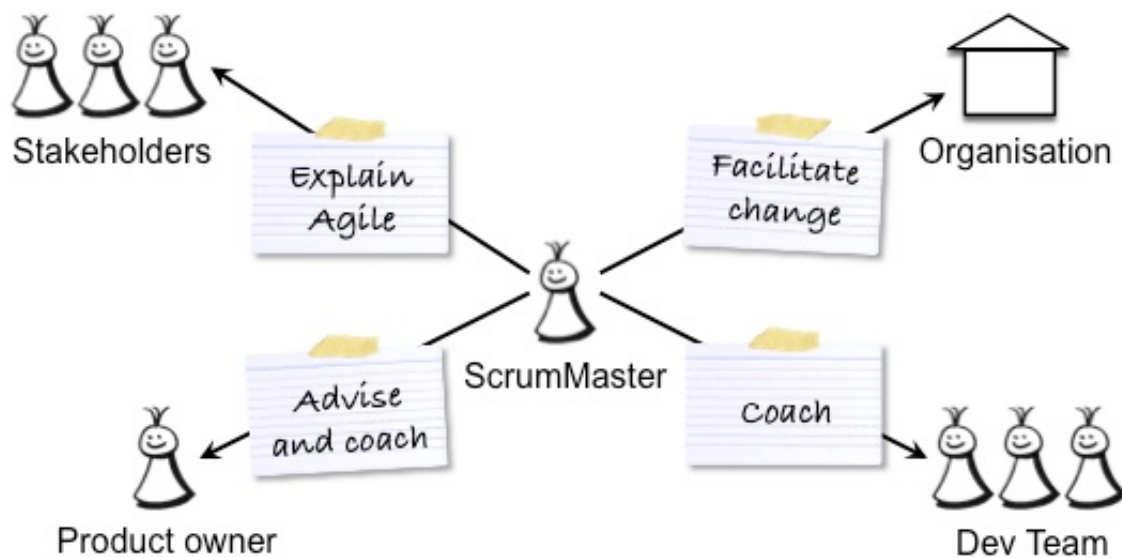 Stakeholders
Organisation
Explain
Agile
Facilitate
change
ScrumMaster
Advise
and coach
Coach
Product owner
Dev Team